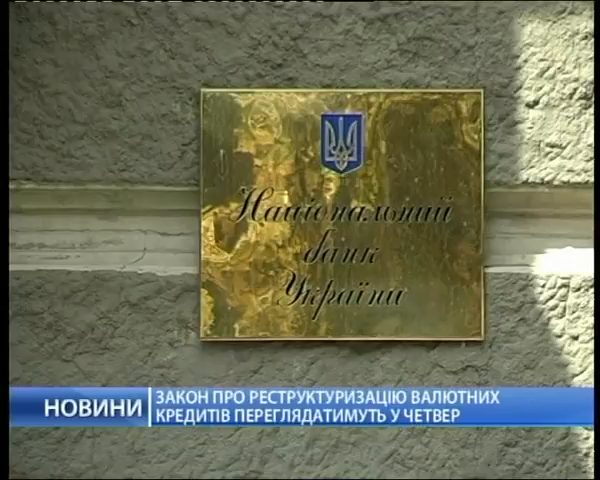 Національний
банк
України
НОВИНИ
ЗАКОН ПРО РЕСТРУКТУРИЗАЦІЮ ВАЛЮТНИХ
КРЕДИТІВ ПЕРЕГЛЯДАТИМУТЬ У ЧЕТВЕР